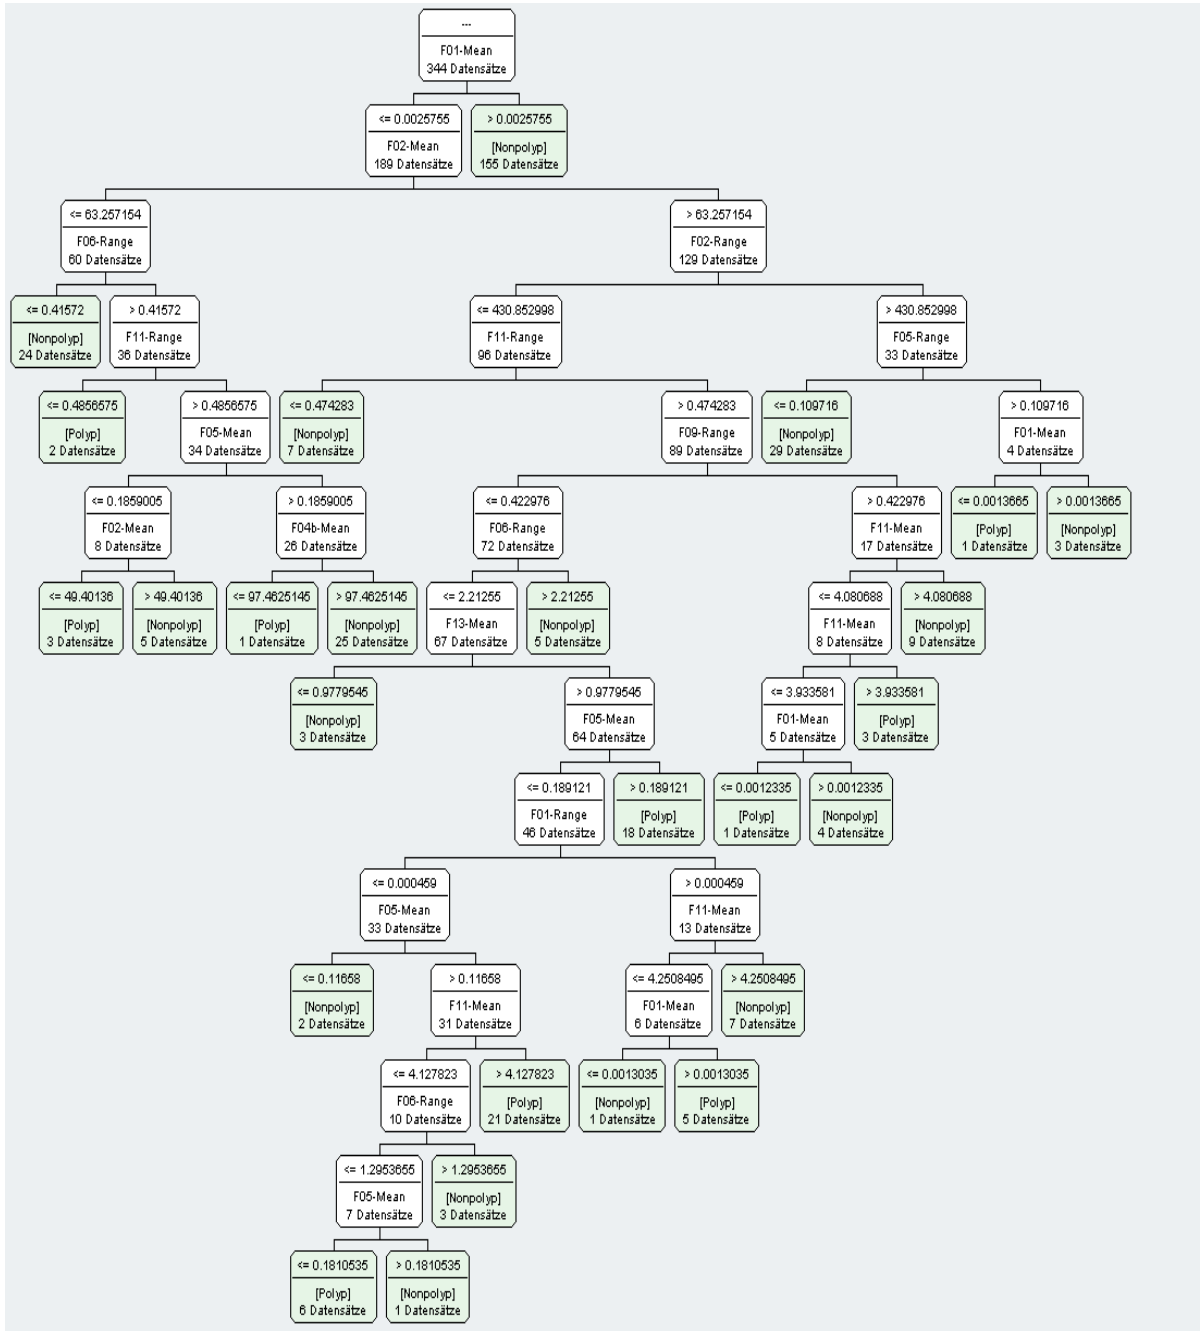 ...
F01-Mean
344 Datensätze
<= 0.0025755
F02-Mean
189 Datensätze
> 0.0025755
[Nonpolyp]
155 Datensätze
<= 63.257154
F06-Range
60 Datensätze
> 63.257154
F02-Range
129 Datensätze
<= 0.41572
[Nonpolyp]
24 Datensätze
> 0.41572
F11-Range
36 Datensätze
<= 430.852998
F11-Range
96 Datensätze
> 430.852998
F05-Range
33 Datensätze
<= 0.4856575
[Polyp]
2 Datensätze
> 0.4856575
F05-Mean
34 Datensätze
<= 0.474283
[Nonpolyp]
7 Datensätze
> 0.474283
F09-Range
89 Datensätze
<= 0.109716
[Nonpolyp]
29 Datensätze
> 0.109716
F01-Mean
4 Datensätze
<= 0.1859005
F02-Mean
8 Datensätze
> 0.1859005
F04b-Mean
26 Datensätze
<= 0.422976
F06-Range
72 Datensätze
> 0.422976
F11-Mean
17 Datensätze
<= 0.0013665
[Polyp]
1 Datensätze
> 0.0013665
[Nonpolyp]
3 Datensätze
<= 49.40136
[Polyp]
3 Datensätze
> 49.40136
[Nonpolyp]
5 Datensätze
<= 97.4625145
[Polyp]
1 Datensätze
> 97.4625145
[Nonpolyp]
25 Datensätze
<= 2.21255
F13-Mean
67 Datensätze
> 2.21255
[Nonpolyp]
5 Datensätze
<= 4.080688
F11-Mean
8 Datensätze
> 4.080688
[Nonpolyp]
9 Datensätze
<= 0.9779545
[Nonpolyp]
3 Datensätze
> 0.9779545
F05-Mean
64 Datensätze
<= 3.933581
F01-Mean
5 Datensätze
> 3.933581
[Polyp]
3 Datensätze
<= 0.189121
F01-Range
46 Datensätze
> 0.189121
[Polyp]
18 Datensätze
<= 0.0012335
[Polyp]
1 Datensätze
> 0.0012335
[Nonpolyp]
4 Datensätze
<= 0.000459
F05-Mean
33 Datensätze
> 0.000459
F11-Mean
13 Datensätze
<= 0.11658
[Nonpolyp]
2 Datensätze
> 0.11658
F11-Mean
31 Datensätze
<= 4.2508495
F01-Mean
6 Datensätze
> 4.2508495
[Nonpolyp]
7 Datensätze
<= 4.127823
F06-Range
10 Datensätze
> 4.127823
[Polyp]
21 Datensätze
<= 0.0013035
[Nonpolyp]
1 Datensätze
> 0.0013035
[Polyp]
5 Datensätze
<= 1.2953655
F05-Mean
7 Datensätze
> 1.2953655
[Nonpolyp]
3 Datensätze
<= 0.1810535
[Polyp]
6 Datensätze
> 0.1810535
[Nonpolyp]
1 Datensätze